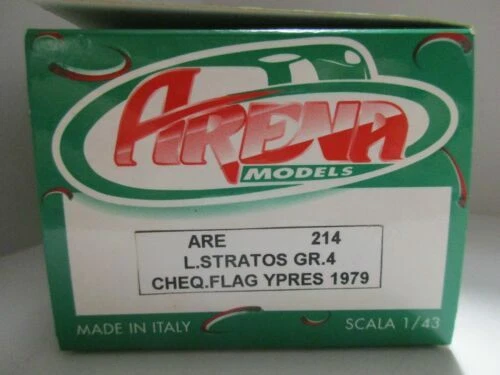 ARENA
MODELS
ARE 214
L.STRATOS GR.4
CHEQ.FLAG YPRES 1979
MADE IN ITALY SCALA 1/43